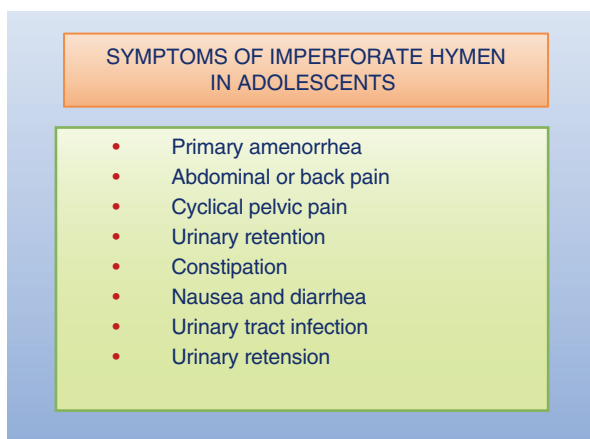 SYMPTOMS OF IMPERFORATE HYMEN
IN ADOLESCENTS
• Primary amenorrhea
• Abdominal or back pain
• Cyclical pelvic pain
• Urinary retention
• Constipation
• Nausea and diarrhea
• Urinary tract infection
• Urinary retension